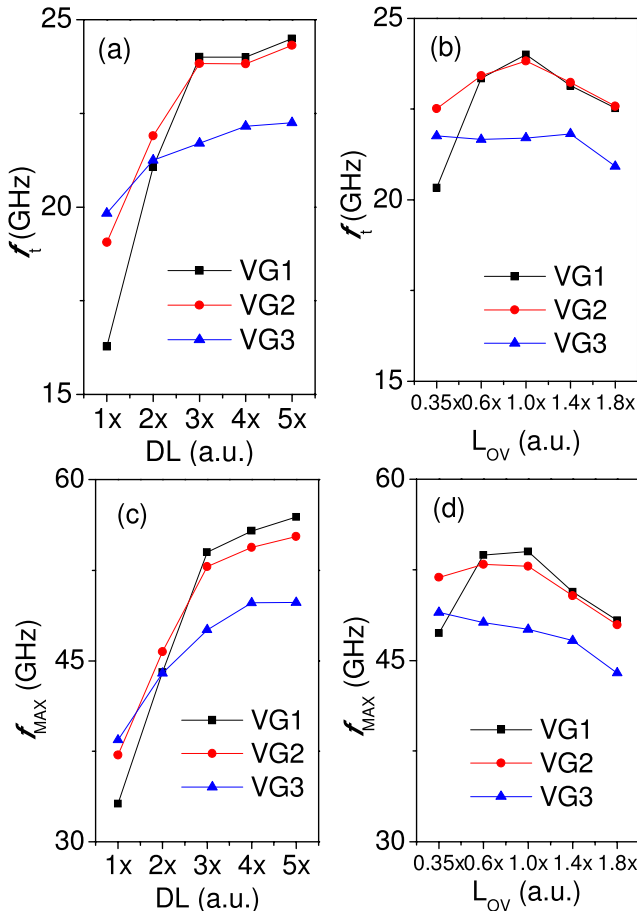 (a)
25
20
15
f_t (GHz)
VG1
VG2
VG3
1x 2x 3x 4x 5x
DL (a.u.)
(b)
25
20
15
f_t (GHz)
VG1
VG2
VG3
0.35x 0.6x 1.0x 1.4x 1.8x
L_OV (a.u.)
(c)
60
45
30
f_MAX (GHz)
VG1
VG2
VG3
1x 2x 3x 4x 5x
DL (a.u.)
(d)
60
45
30
f_MAX (GHz)
VG1
VG2
VG3
0.35x 0.6x 1.0x 1.4x 1.8x
L_OV (a.u.)